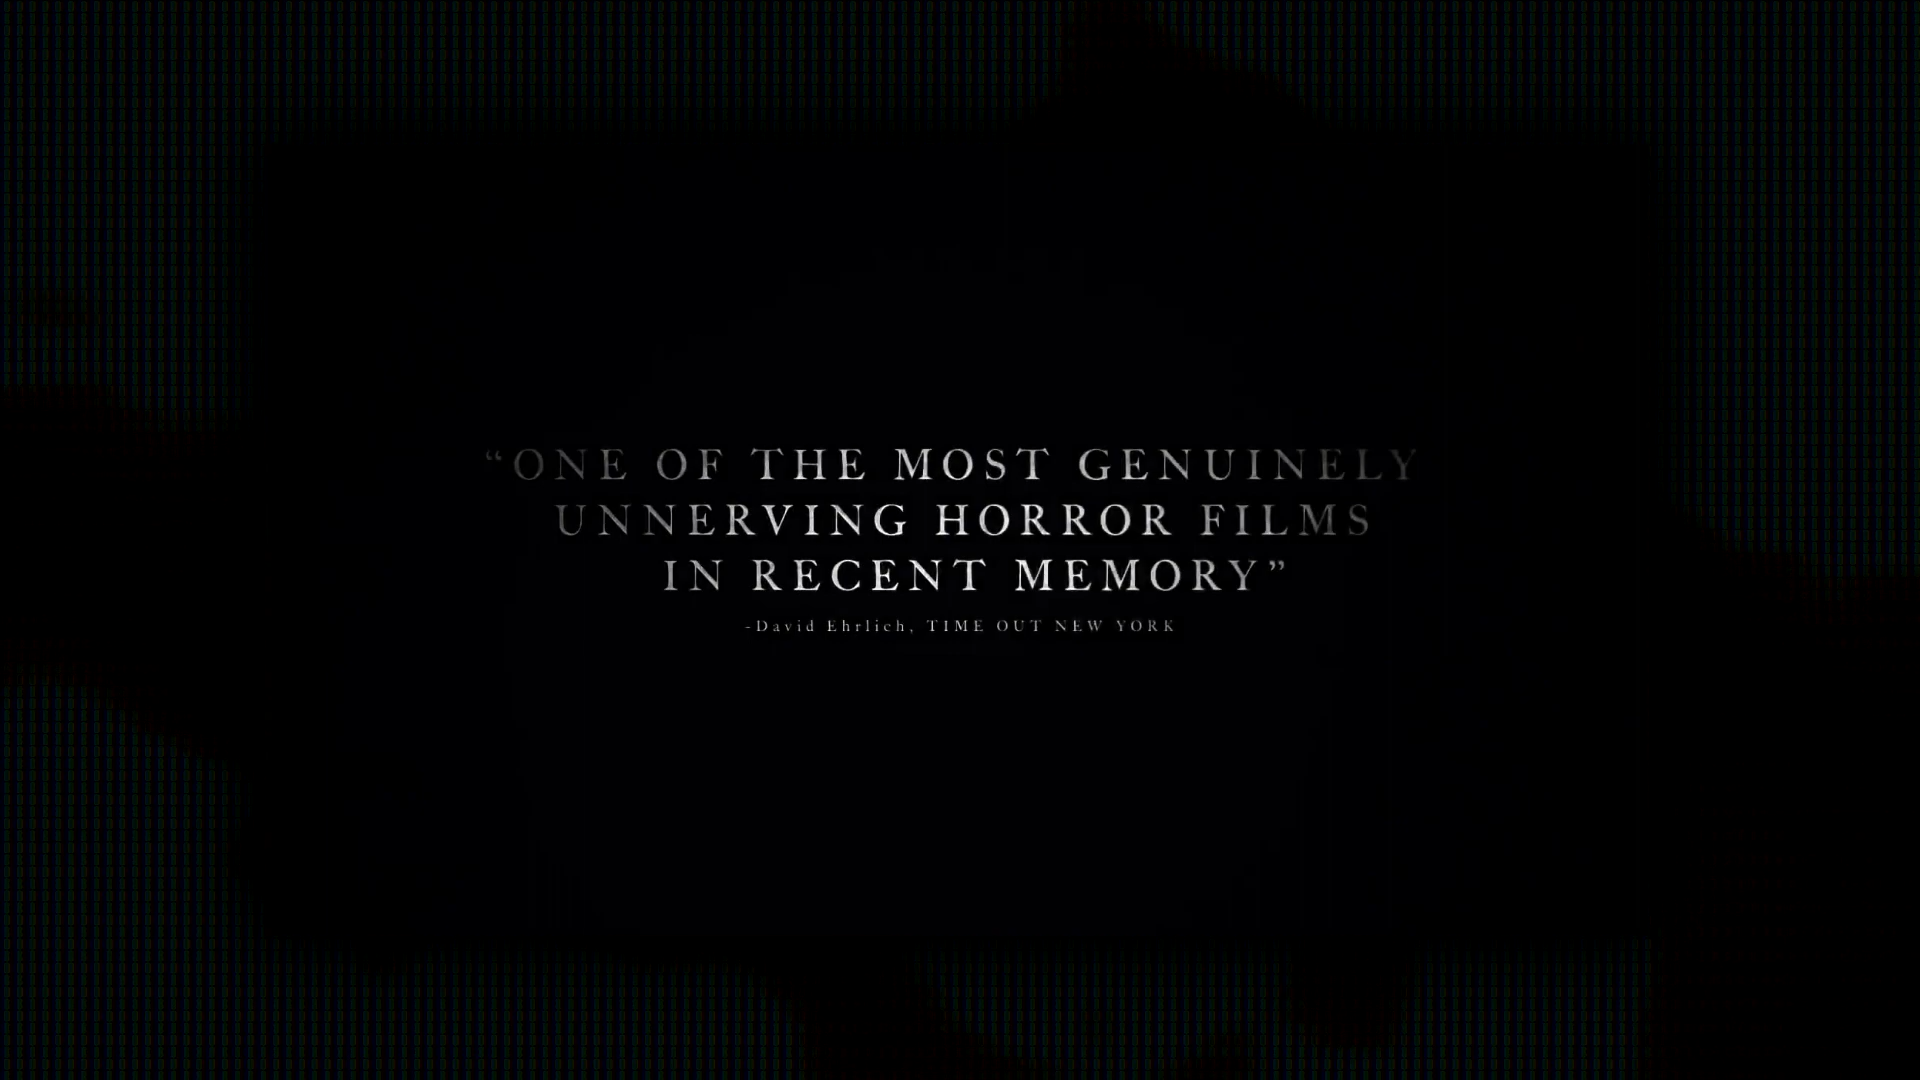 “ONE OF THE MOST GENUINELY
UNNERVING HORROR FILMS
IN RECENT MEMORY”
-David Ehrlich, TIME OUT NEW YORK